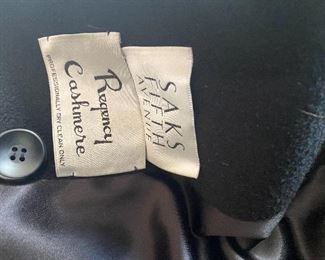 Regency
Cashmere
PROFESSIONALLY DRY CLEAN ONLY
SAKS
FIFTH
AVENUE